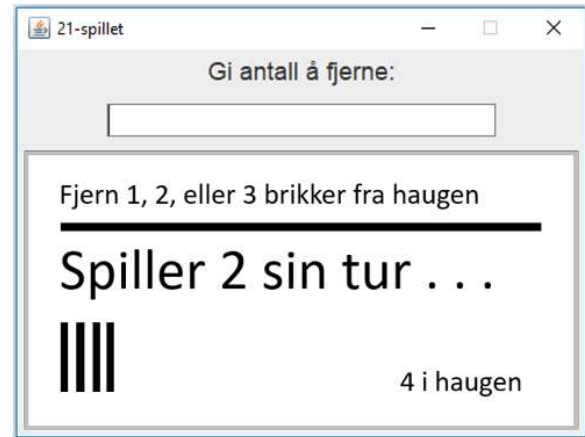 21-spillet
Gi antall å fjerne:
Fjern 1, 2, eller 3 brikker fra haugen
Spiller 2 sin tur . . .
4 i haugen